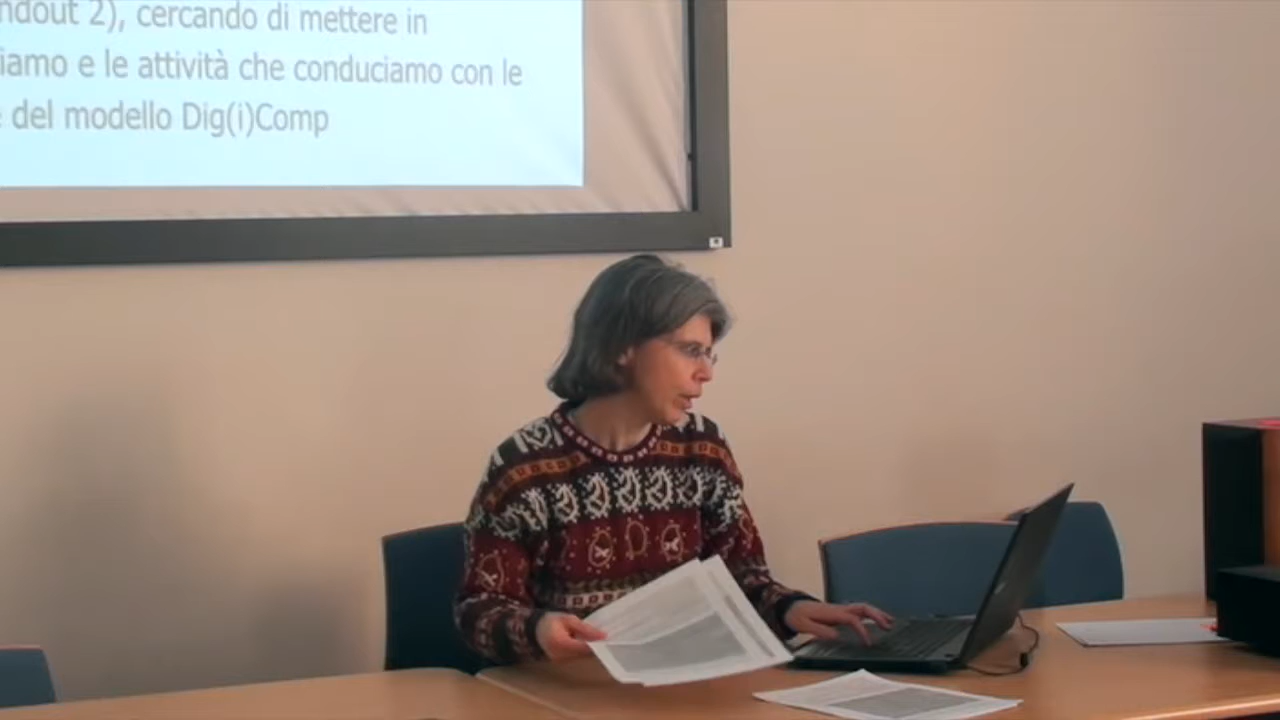 ndout 2), cercando di mettere in
iamo e le attività che conduciamo con le
del modello Dig(i)Comp